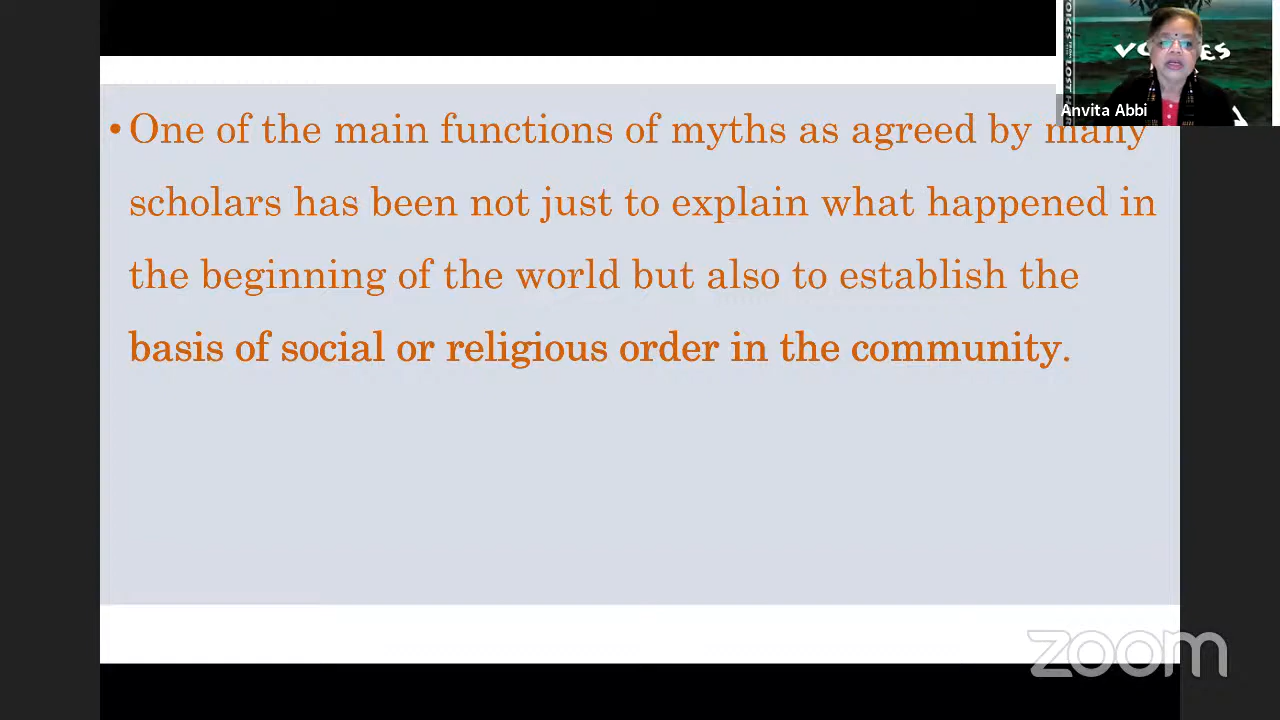 • One of the main functions of myths as agreed by many
scholars has been not just to explain what happened in
the beginning of the world but also to establish the
basis of social or religious order in the community.
VOICES
LOST
Anvita Abbi
zoom